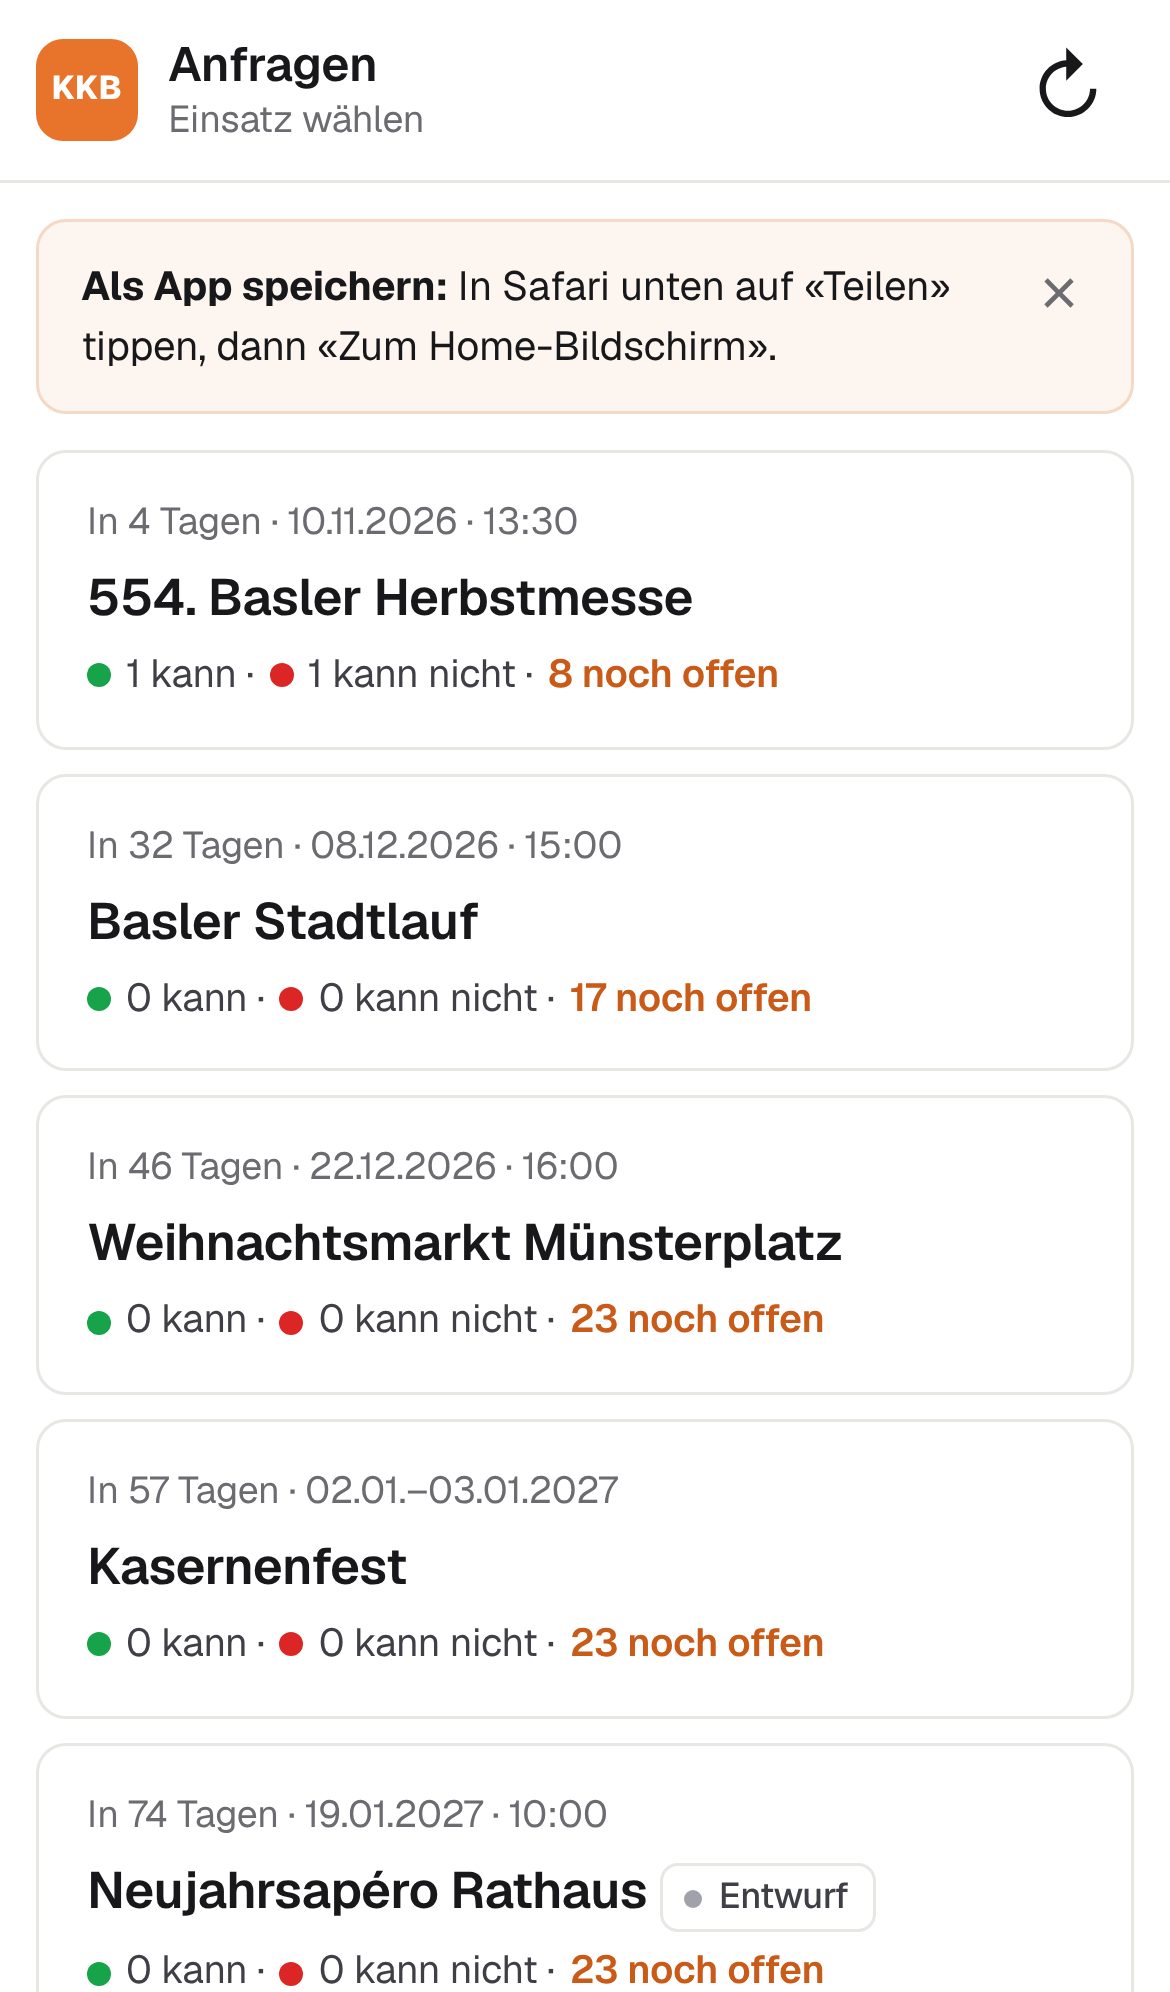 KKB
Anfragen
Einsatz wählen
Als App speichern: In Safari unten auf «Teilen»
tippen, dann «Zum Home-Bildschirm».
In 4 Tagen · 10.11.2026 · 13:30
554. Basler Herbstmesse
1 kann · 1 kann nicht · 8 noch offen
In 32 Tagen · 08.12.2026 · 15:00
Basler Stadtlauf
0 kann · 0 kann nicht · 17 noch offen
In 46 Tagen · 22.12.2026 · 16:00
Weihnachtsmarkt Münsterplatz
0 kann · 0 kann nicht · 23 noch offen
In 57 Tagen · 02.01.–03.01.2027
Kasernenfest
0 kann · 0 kann nicht · 23 noch offen
In 74 Tagen · 19.01.2027 · 10:00
Neujahrsapéro Rathaus Entwurf
0 kann · 0 kann nicht · 23 noch offen